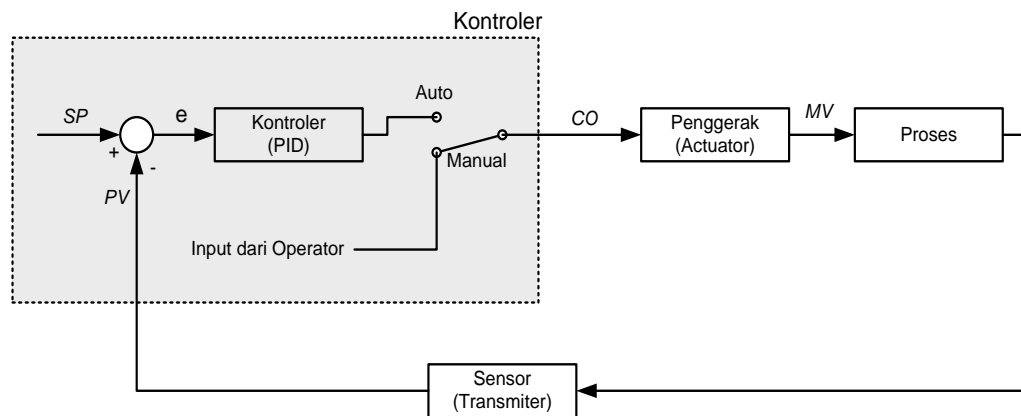 Kontroler
Auto
SP
e
Kontroler
(PID)
CO
Penggerak
(Actuator)
MV
Proses
+
-
Manual
PV
Input dari Operator
Sensor
(Transmiter)